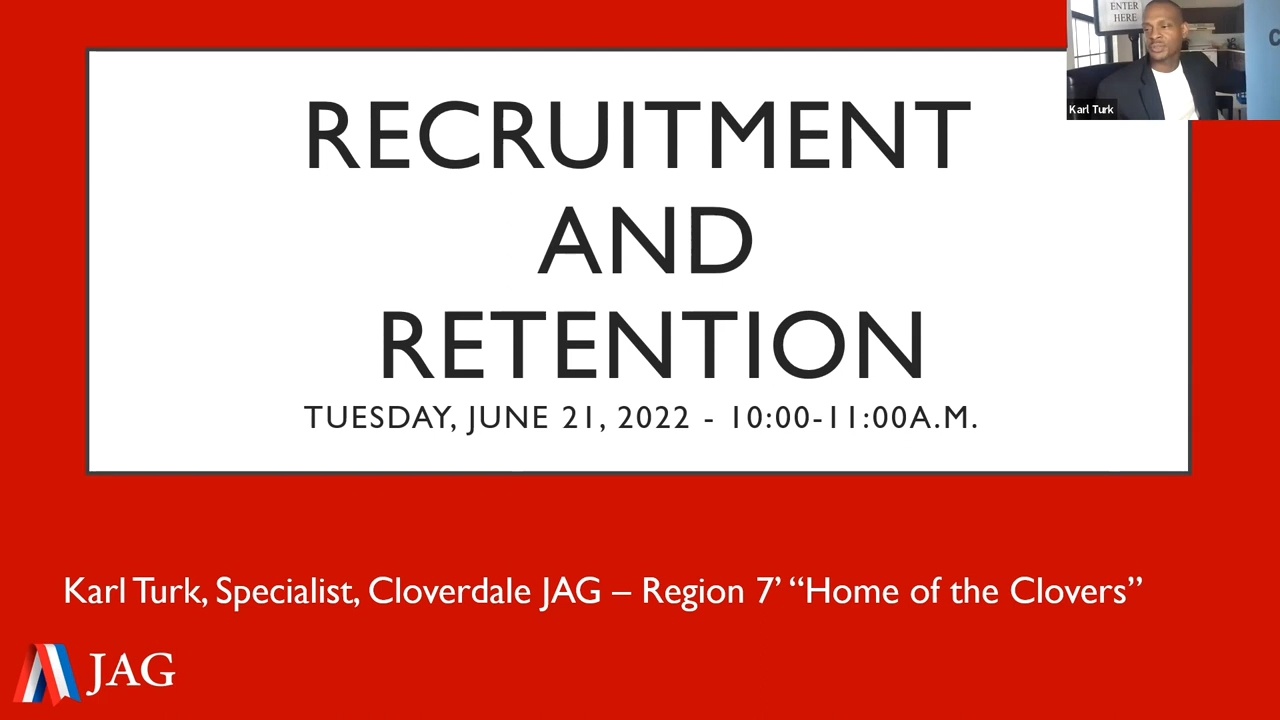 ENTER
HERE
Karl Turk
RECRUITMENT
AND
RETENTION
TUESDAY, JUNE 21, 2022 - 10:00-11:00A.M.
Karl Turk, Specialist, Cloverdale JAG – Region 7’ “Home of the Clovers”
JAG